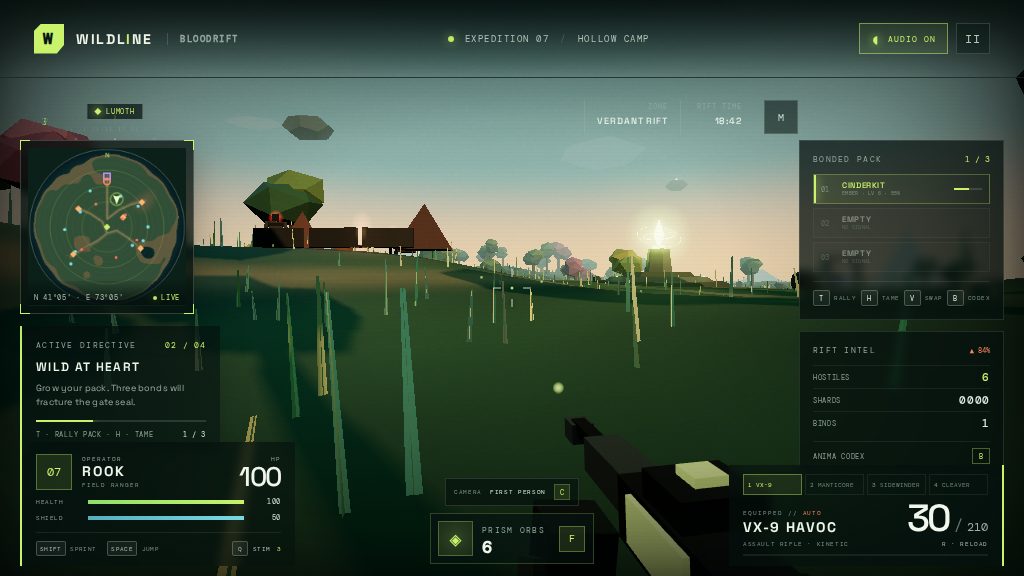 W WILDLINE BLOODRIFT
EXPEDITION 07 / HOLLOW CAMP
AUDIO ON II
LUMOTH
3
ZONE
VERDANT RIFT
RIFT TIME
18:42
M
N
N 41°05' · E 73°05' LIVE
ACTIVE DIRECTIVE 02 / 04
WILD AT HEART
Grow your pack. Three bonds will
fracture the gate seal.
T · RALLY PACK · H · TAME 1 / 3
07
OPERATOR
ROOK
FIELD RANGER
HP
100
HEALTH 100
SHIELD 50
SHIFT SPRINT SPACE JUMP Q STIM 3
CAMERA FIRST PERSON C
PRISM ORBS
6
F
BONDED PACK 1 / 3
01 CINDERKIT
02 EMPTY
NO SIGNAL
03 EMPTY
NO SIGNAL
T RALLY H TAME V SWAP B CODEX
RIFT INTEL ▲ 84%
HOSTILES 6
SHARDS 0000
BINDS 1
ANIMA CODEX B
1 VX-9 2 MANTICORE 3 SIDEWINDER 4 CLEAVER
EQUIPPED // AUTO
VX-9 HAVOC
ASSAULT RIFLE · KINETIC
30 / 210
R · RELOAD